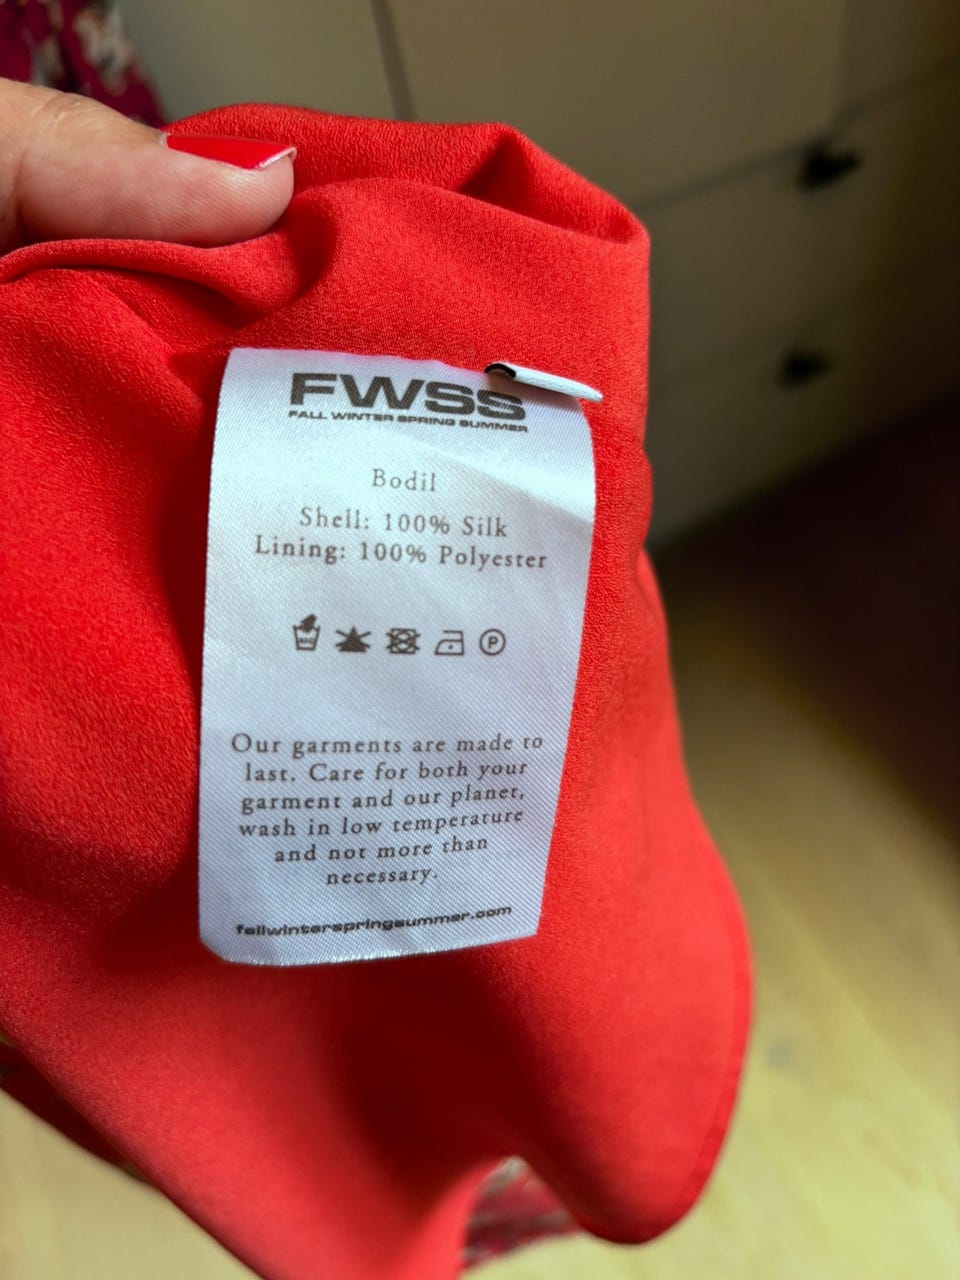 FWSS
FALL WINTER SPRING SUMMER
Bodil
Shell: 100% Silk
Lining: 100% Polyester
P
Our garments are made to
last. Care for both your
garment and our planet,
wash in low temperature
and not more than
necessary.
fallwinterspringsummer.com